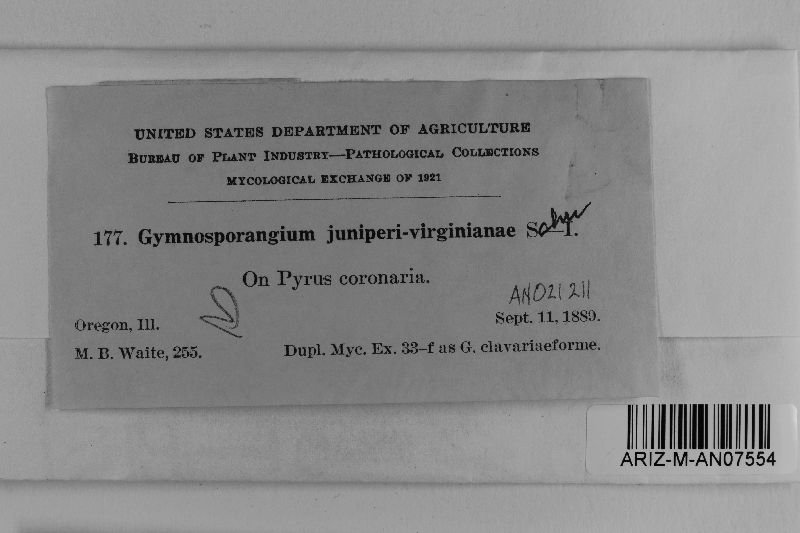 UNITED STATES DEPARTMENT OF AGRICULTURE
BUREAU OF PLANT INDUSTRY—PATHOLOGICAL COLLECTIONS
MYCOLOGICAL EXCHANGE OF 1921
177. Gymnosporangium juniperi-virginianae
On Pyrus coronaria.
AN021211
Oregon, Ill.
Sept. 11, 1889.
M. B. Waite, 255.
Dupl. Myc. Ex. 33-f as G. clavariaeforme.
ARIZ-M-AN07554